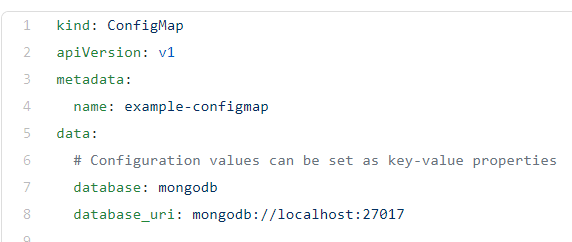 1 kind: ConfigMap
2 apiVersion: v1
3 metadata:
4   name: example-configmap
5 data:
6   # Configuration values can be set as key-value properties
7   database: mongodb
8   database_uri: mongodb://localhost:27017
9